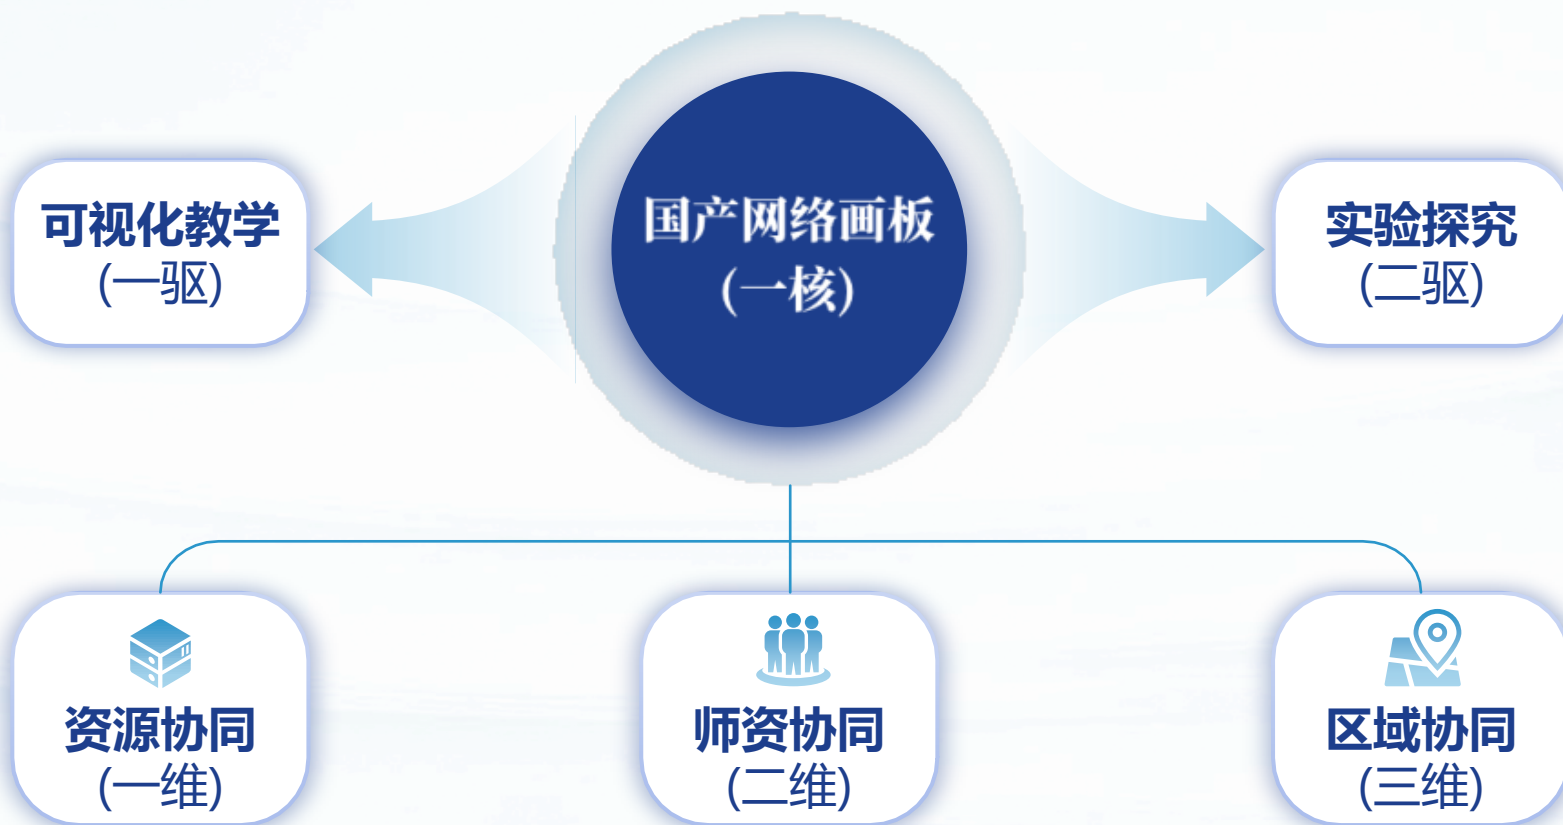 国产网络画板
(一核)
可视化教学
(一驱)
实验探究
(二驱)
资源协同
(一维)
师资协同
(二维)
区域协同
(三维)